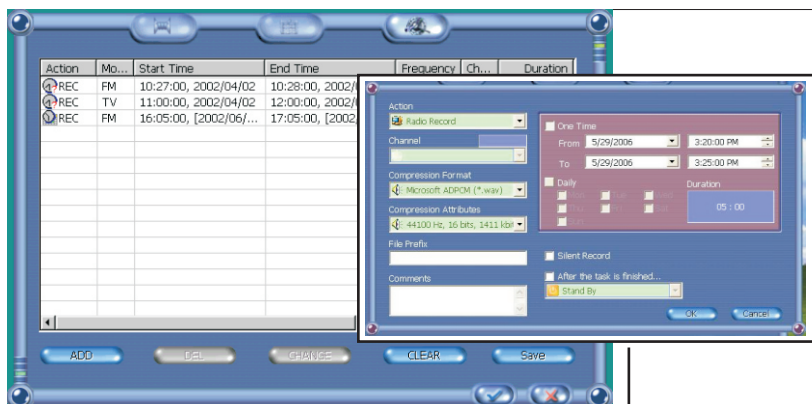 Action Mo... Start Time End Time Frequency Ch... Duration
REC FM 10:27:00, 2002/04/02 10:28:00, 2002/
REC TV 11:00:00, 2002/04/02 12:00:00, 2002/
REC FM 16:05:00, [2002/06/... 17:05:00, [2002,
ADD DEL CHANGE CLEAR Save
Action
Radio Record
Channel
Compression Format
Microsoft ADPCM (*.wav)
Compression Attributes
44100 Hz, 16 bits, 1411 kbp
File Prefix
Comments
One Time
From 5/29/2006 3:20:00 PM
To 5/29/2006 3:25:00 PM
Daily
Duration
05 : 00
Silent Record
After the task is finished...
Stand By
OK Cancel